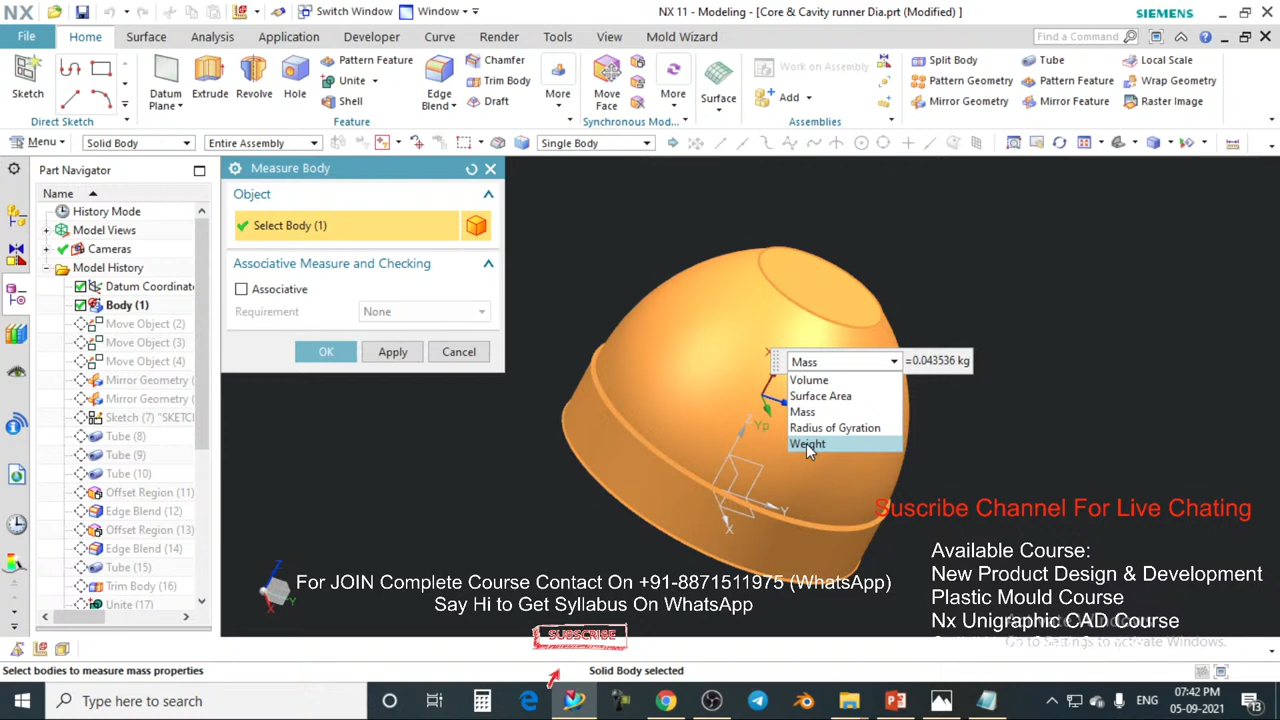 NX
Switch Window
Window
NX 11 - Modeling - [Core & Cavity runner Dia.prt (Modified) ]
SIEMENS
File
Home
Surface
Analysis
Application
Developer
Curve
Render
Tools
View
Mold Wizard
Find a Command
Sketch
Direct Sketch
Datum Plane
Extrude
Revolve
Hole
Pattern Feature
Unite
Shell
Edge Blend
Chamfer
Trim Body
Draft
More
Feature
Move Face
More
Synchronous Mod...
Surface
Work on Assembly
Add
Assemblies
Split Body
Pattern Geometry
Mirror Geometry
Tube
Pattern Feature
Mirror Feature
Local Scale
Wrap Geometry
Raster Image
Menu
Solid Body
Entire Assembly
Single Body
Part Navigator
Name
History Mode
Model Views
Cameras
Model History
Datum Coordinat
Body (1)
Move Object (2)
Move Object (3)
Move Object (4)
Mirror Geometry
Mirror Geometry
Sketch (7) "SKETC
Tube (8)
Tube (9)
Tube (10)
Offset Region (11)
Edge Blend (12)
Offset Region (13)
Edge Blend (14)
Tube (15)
Trim Body (16)
Unite (17)
Measure Body
Object
Select Body (1)
Associative Measure and Checking
Associative
Requirement
None
OK
Apply
Cancel
X
Mass
=0.043536 kg
Volume
Surface Area
Mass
Radius of Gyration
Weight
Yp
Z
Y
X
Z
X
Y
Suscribe Channel For Live Chating
Available Course:
New Product Design & Development
Plastic Mould Course
Nx Unigraphic CAD Course
Activate Windows
Go to Settings to activate Windows.
For JOIN Complete Course Contact On +91-8871511975 (WhatsApp)
Say Hi to Get Syllabus On WhatsApp
SUBSCRIBE
Select bodies to measure mass properties
Solid Body selected
Type here to search
ENG
07:42 PM
05-09-2021
13